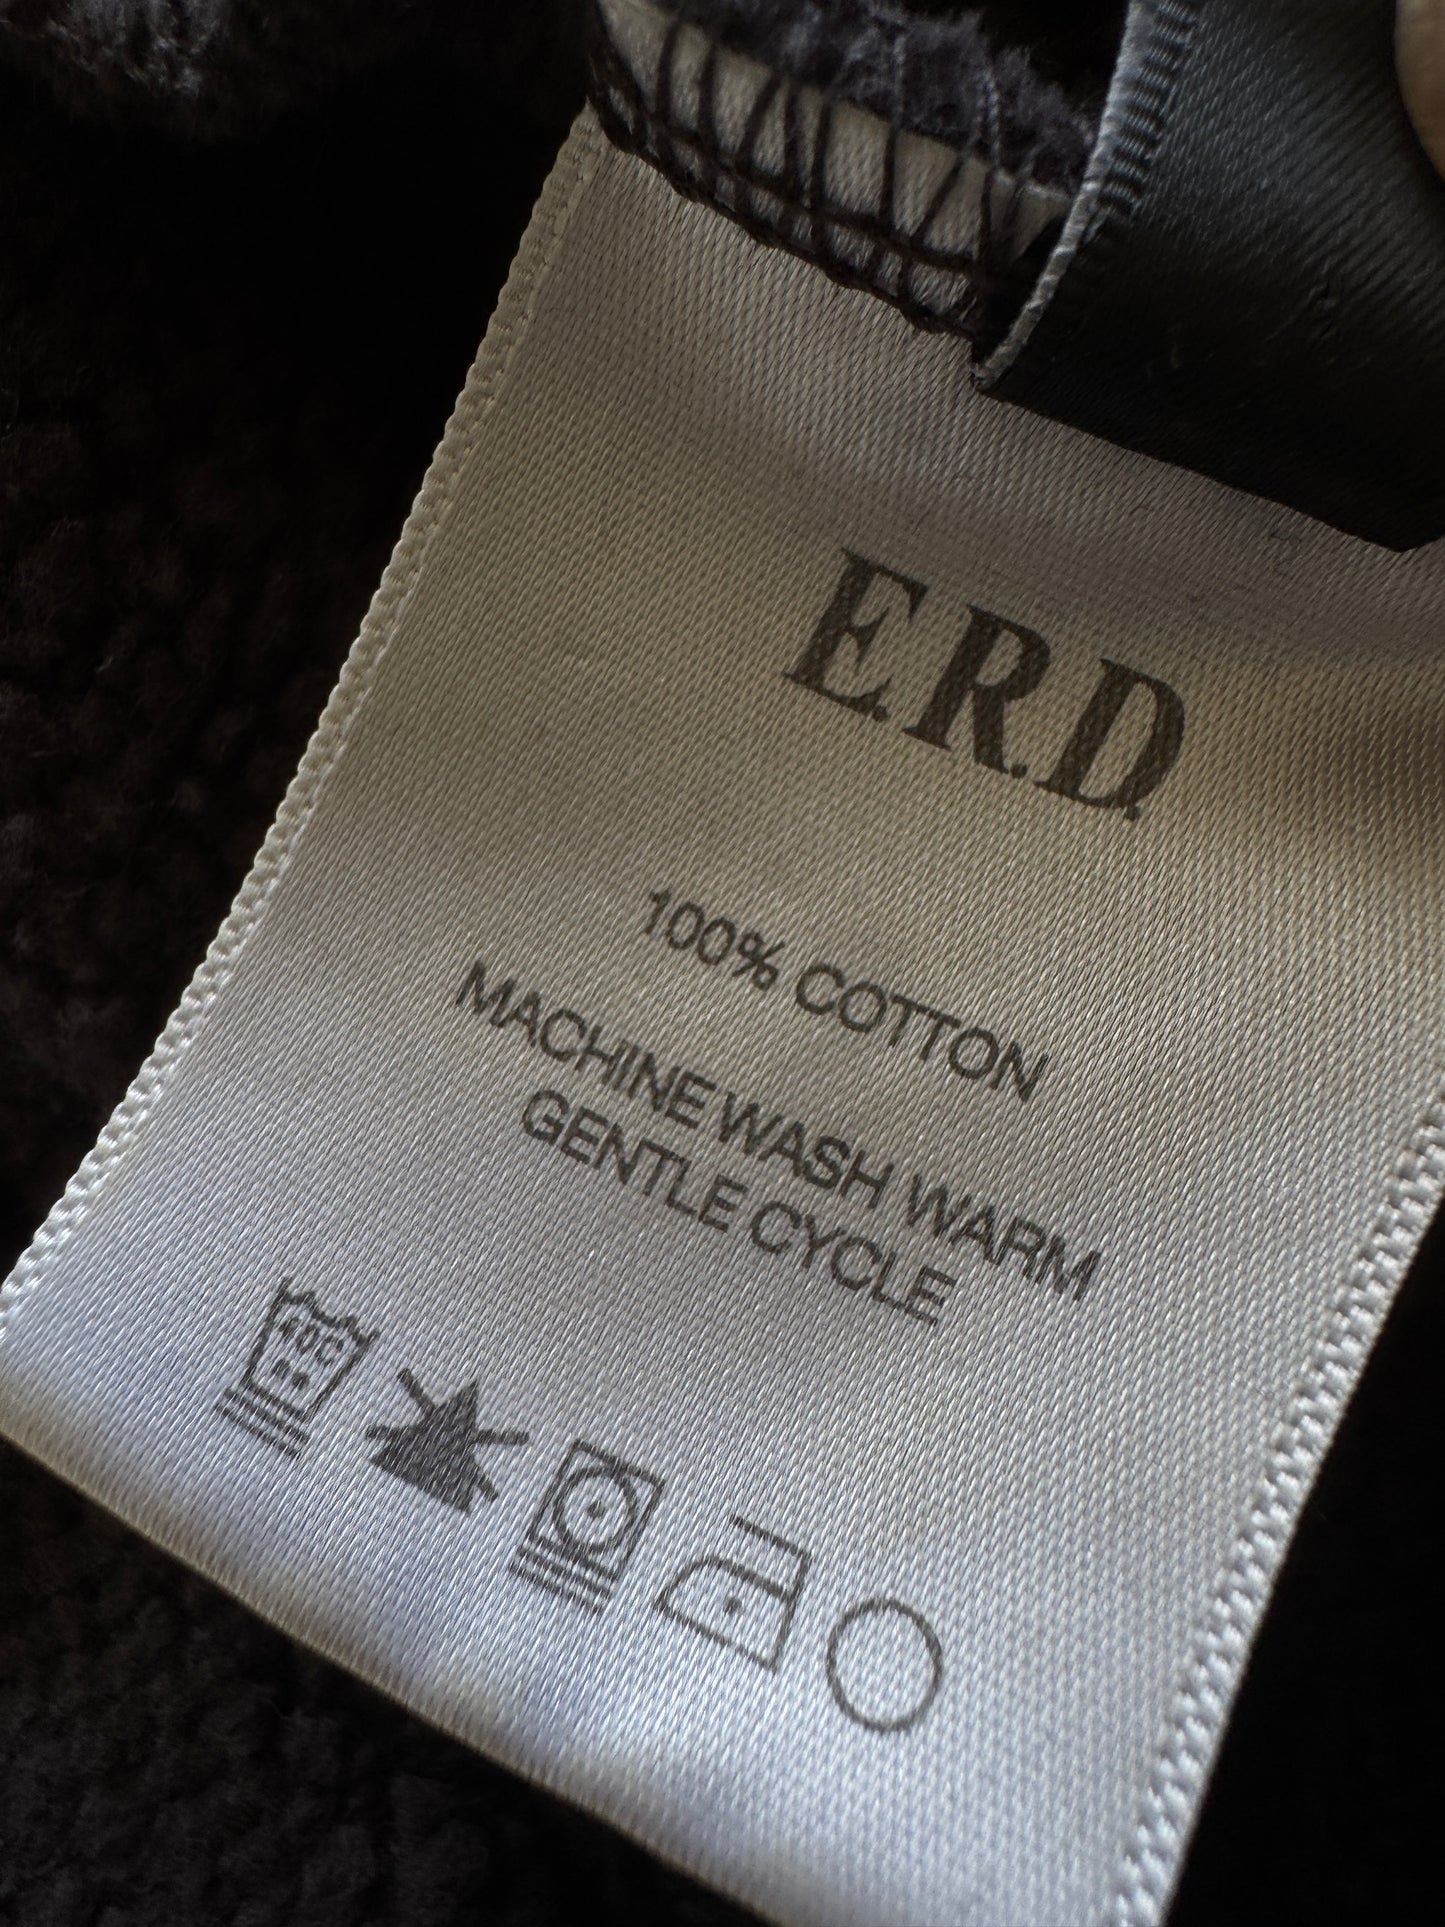 E.R.D.
100% COTTON
MACHINE WASH WARM
GENTLE CYCLE